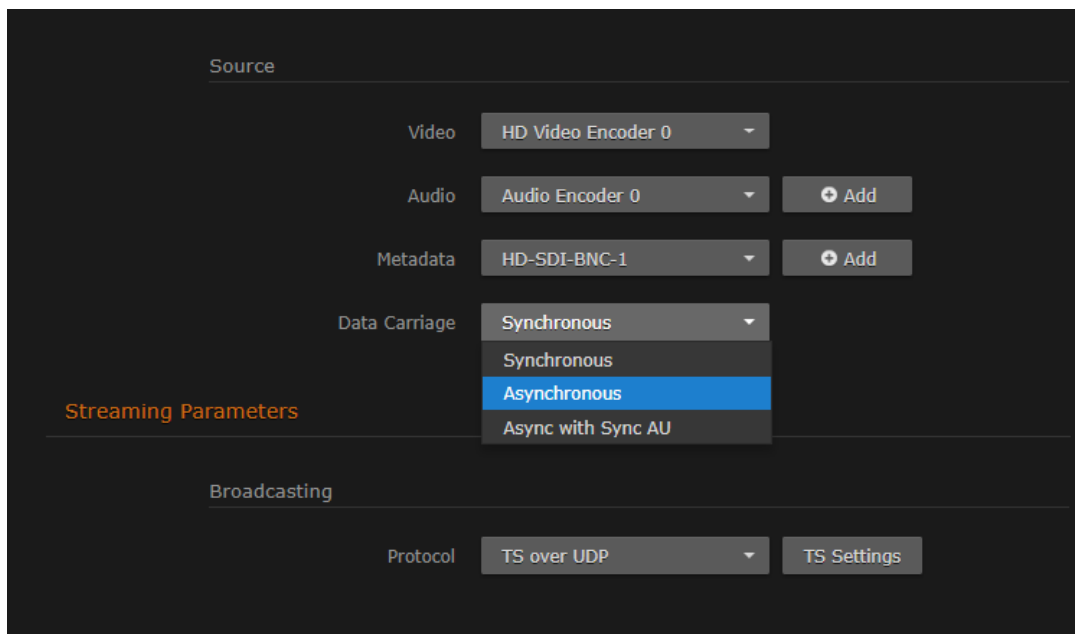 Source
Video HD Video Encoder 0
Audio Audio Encoder 0 Add
Metadata HD-SDI-BNC-1 Add
Data Carriage Synchronous
Synchronous
Asynchronous
Async with Sync AU
Streaming Parameters
Broadcasting
Protocol TS over UDP TS Settings